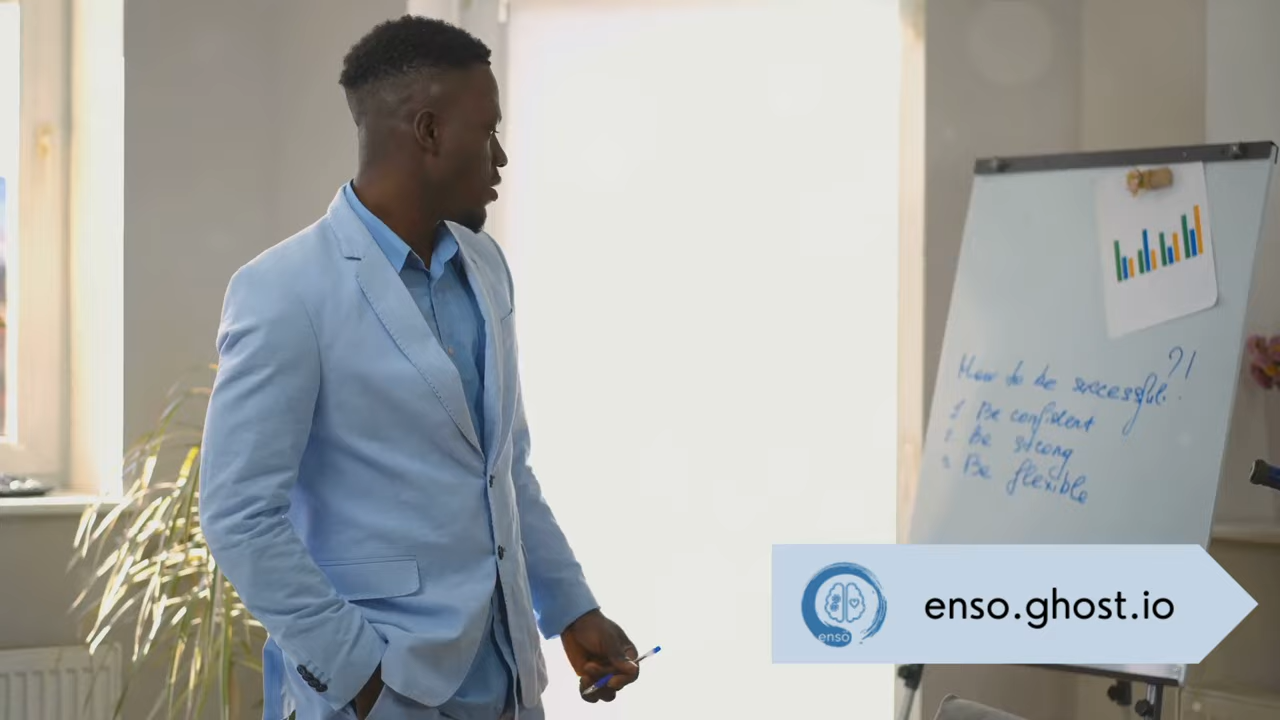 How to be successful?!
1 Be confident
2 Be strong
3 Be flexible
enso
enso.ghost.io